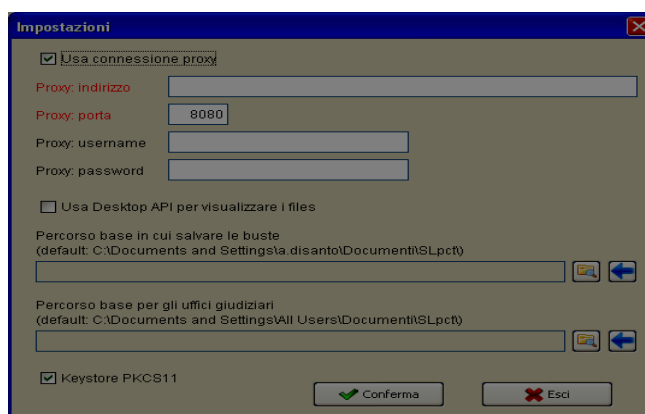 Impostazioni
Usa connessione proxy
Proxy: indirizzo
Proxy: porta 8080
Proxy: username
Proxy: password
Usa Desktop API per visualizzare i files
Percorso base in cui salvare le buste
(default: C:\Documents and Settings\a.disanto\Documenti\SLpct\)
Percorso base per gli uffici giudiziari
(default: C:\Documents and Settings\All Users\Documenti\SLpct\)
Keystore PKCS11
Conferma Esci